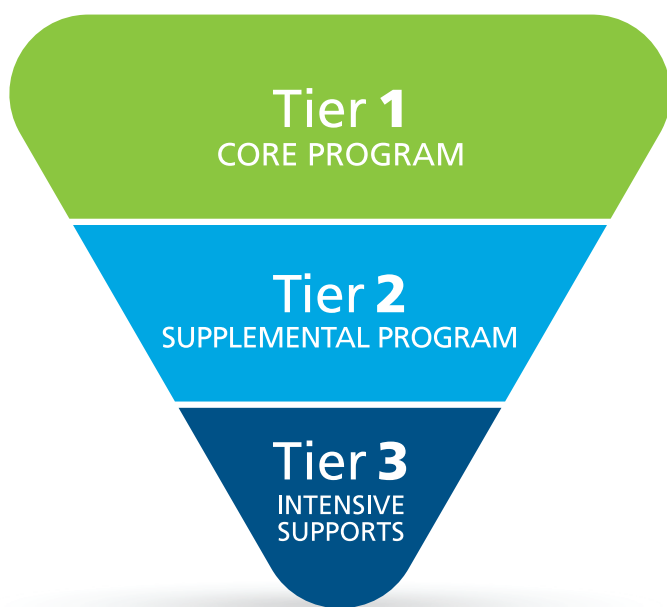 Tier 1
CORE PROGRAM
Tier 2
SUPPLEMENTAL PROGRAM
Tier 3
INTENSIVE
SUPPORTS